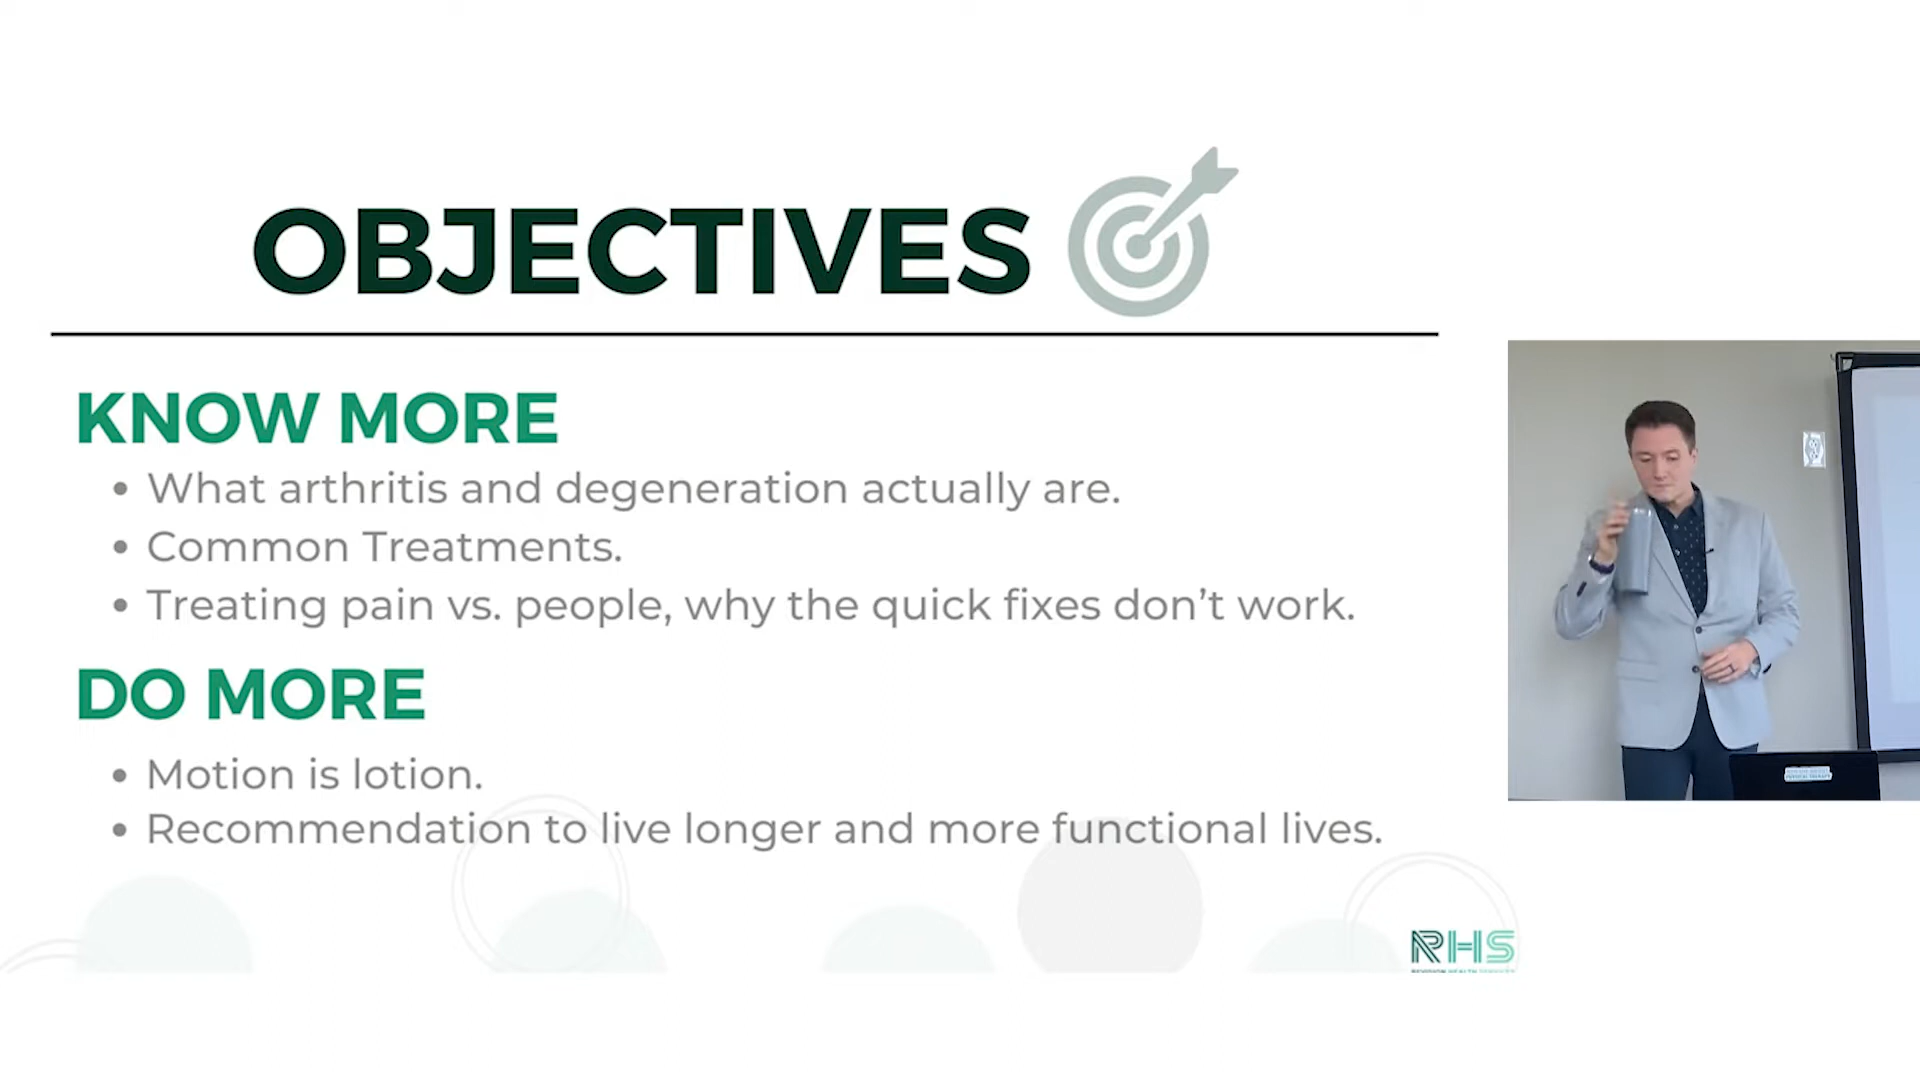 OBJECTIVES
KNOW MORE
• What arthritis and degeneration actually are.
• Common Treatments.
• Treating pain vs. people, why the quick fixes don’t work.
DO MORE
• Motion is lotion.
• Recommendation to live longer and more functional lives.
RHS